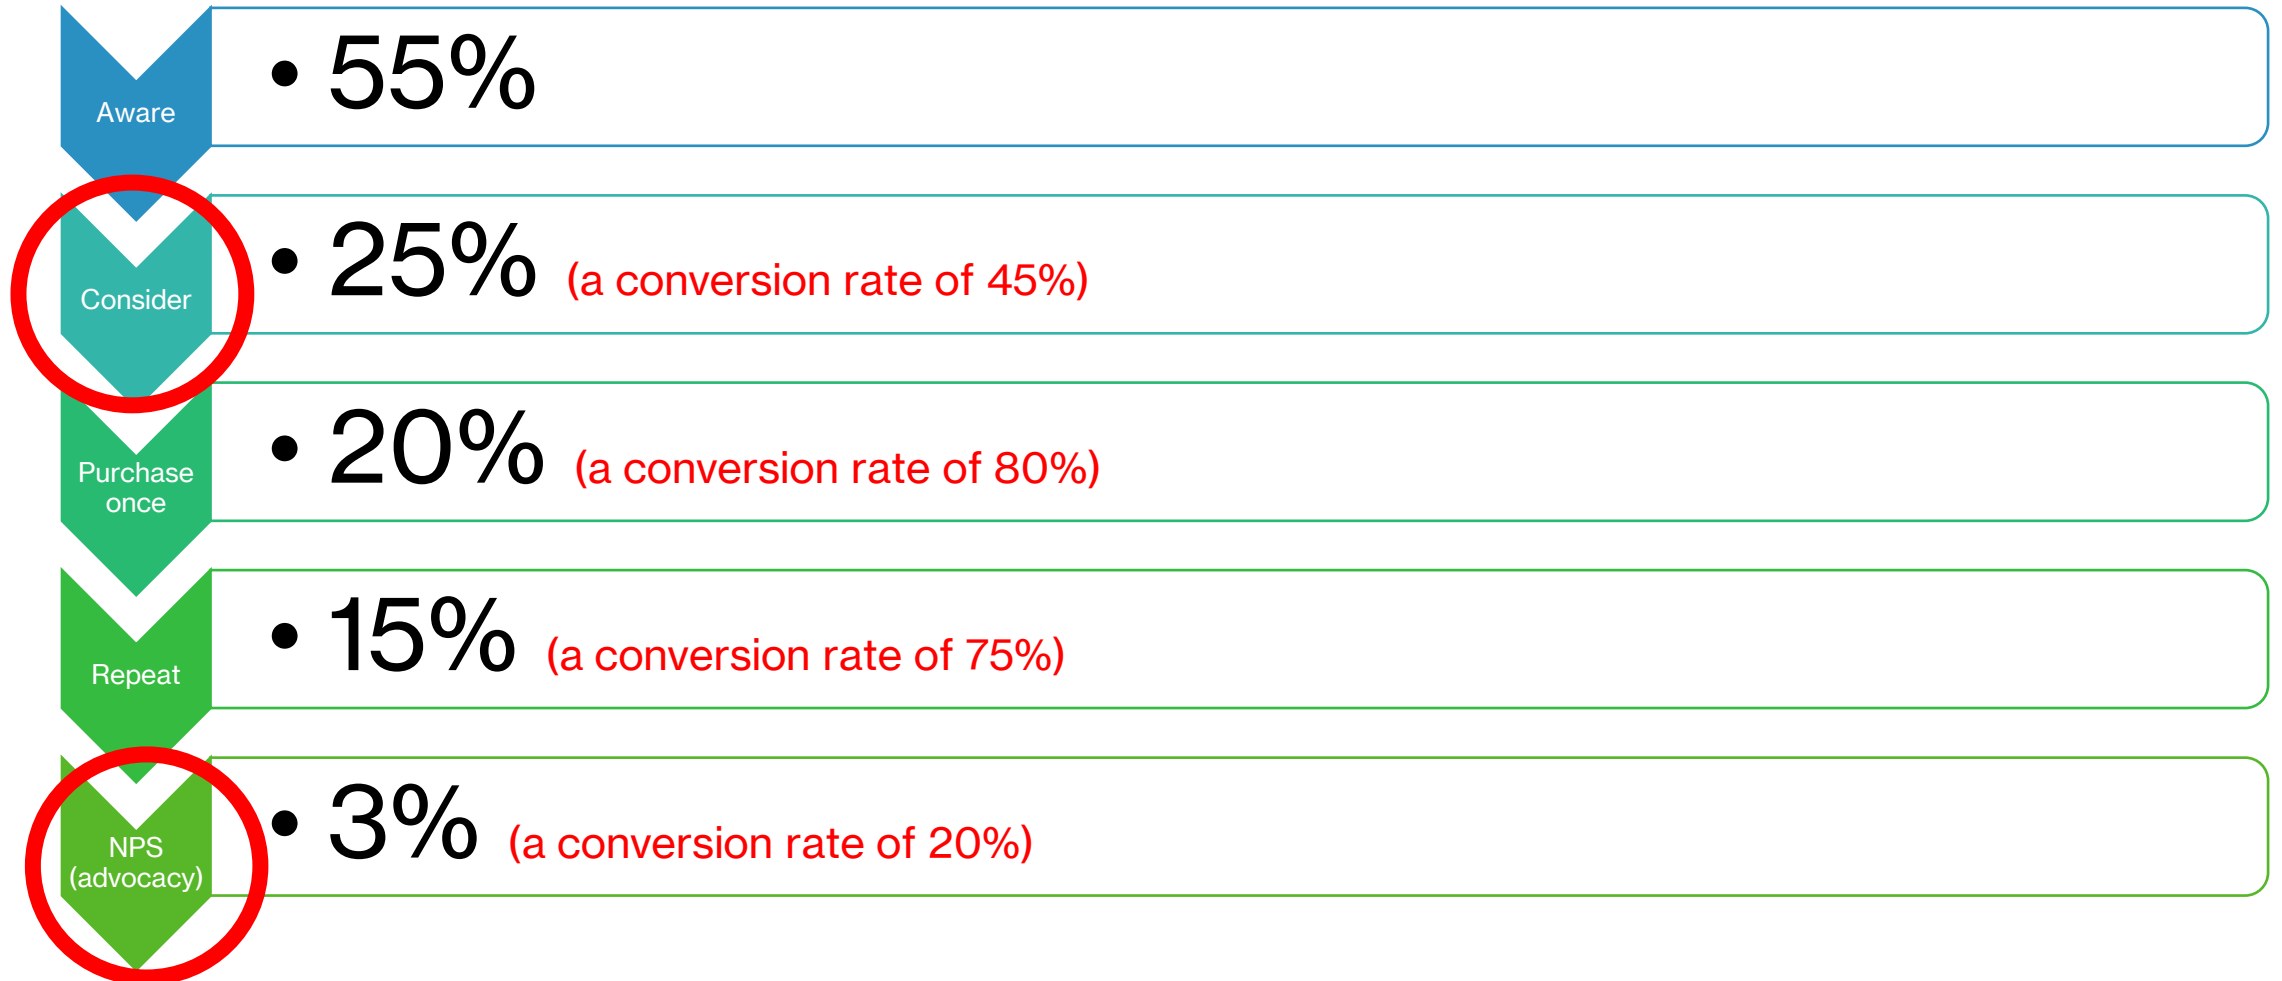 Aware
• 55%
Consider
• 25% (a conversion rate of 45%)
Purchase
once
• 20% (a conversion rate of 80%)
Repeat
• 15% (a conversion rate of 75%)
NPS
(advocacy)
• 3% (a conversion rate of 20%)